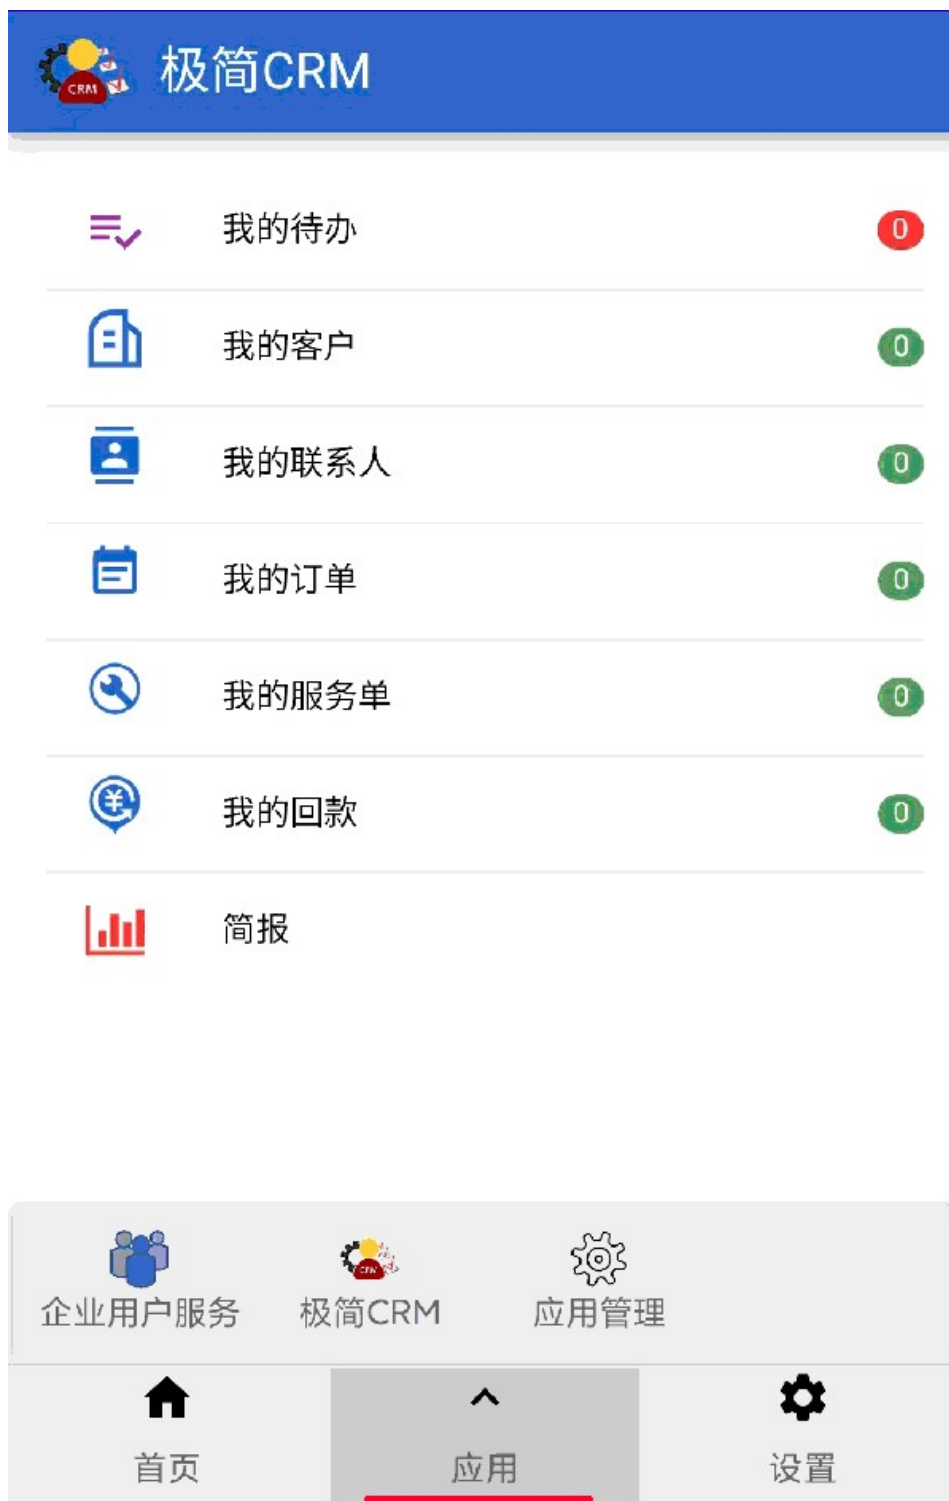 CRM 极简CRM
我的待办 0
我的客户 0
我的联系人 0
我的订单 0
我的服务单 0
我的回款 0
简报
企业用户服务 极简CRM 应用管理
首页 应用 设置